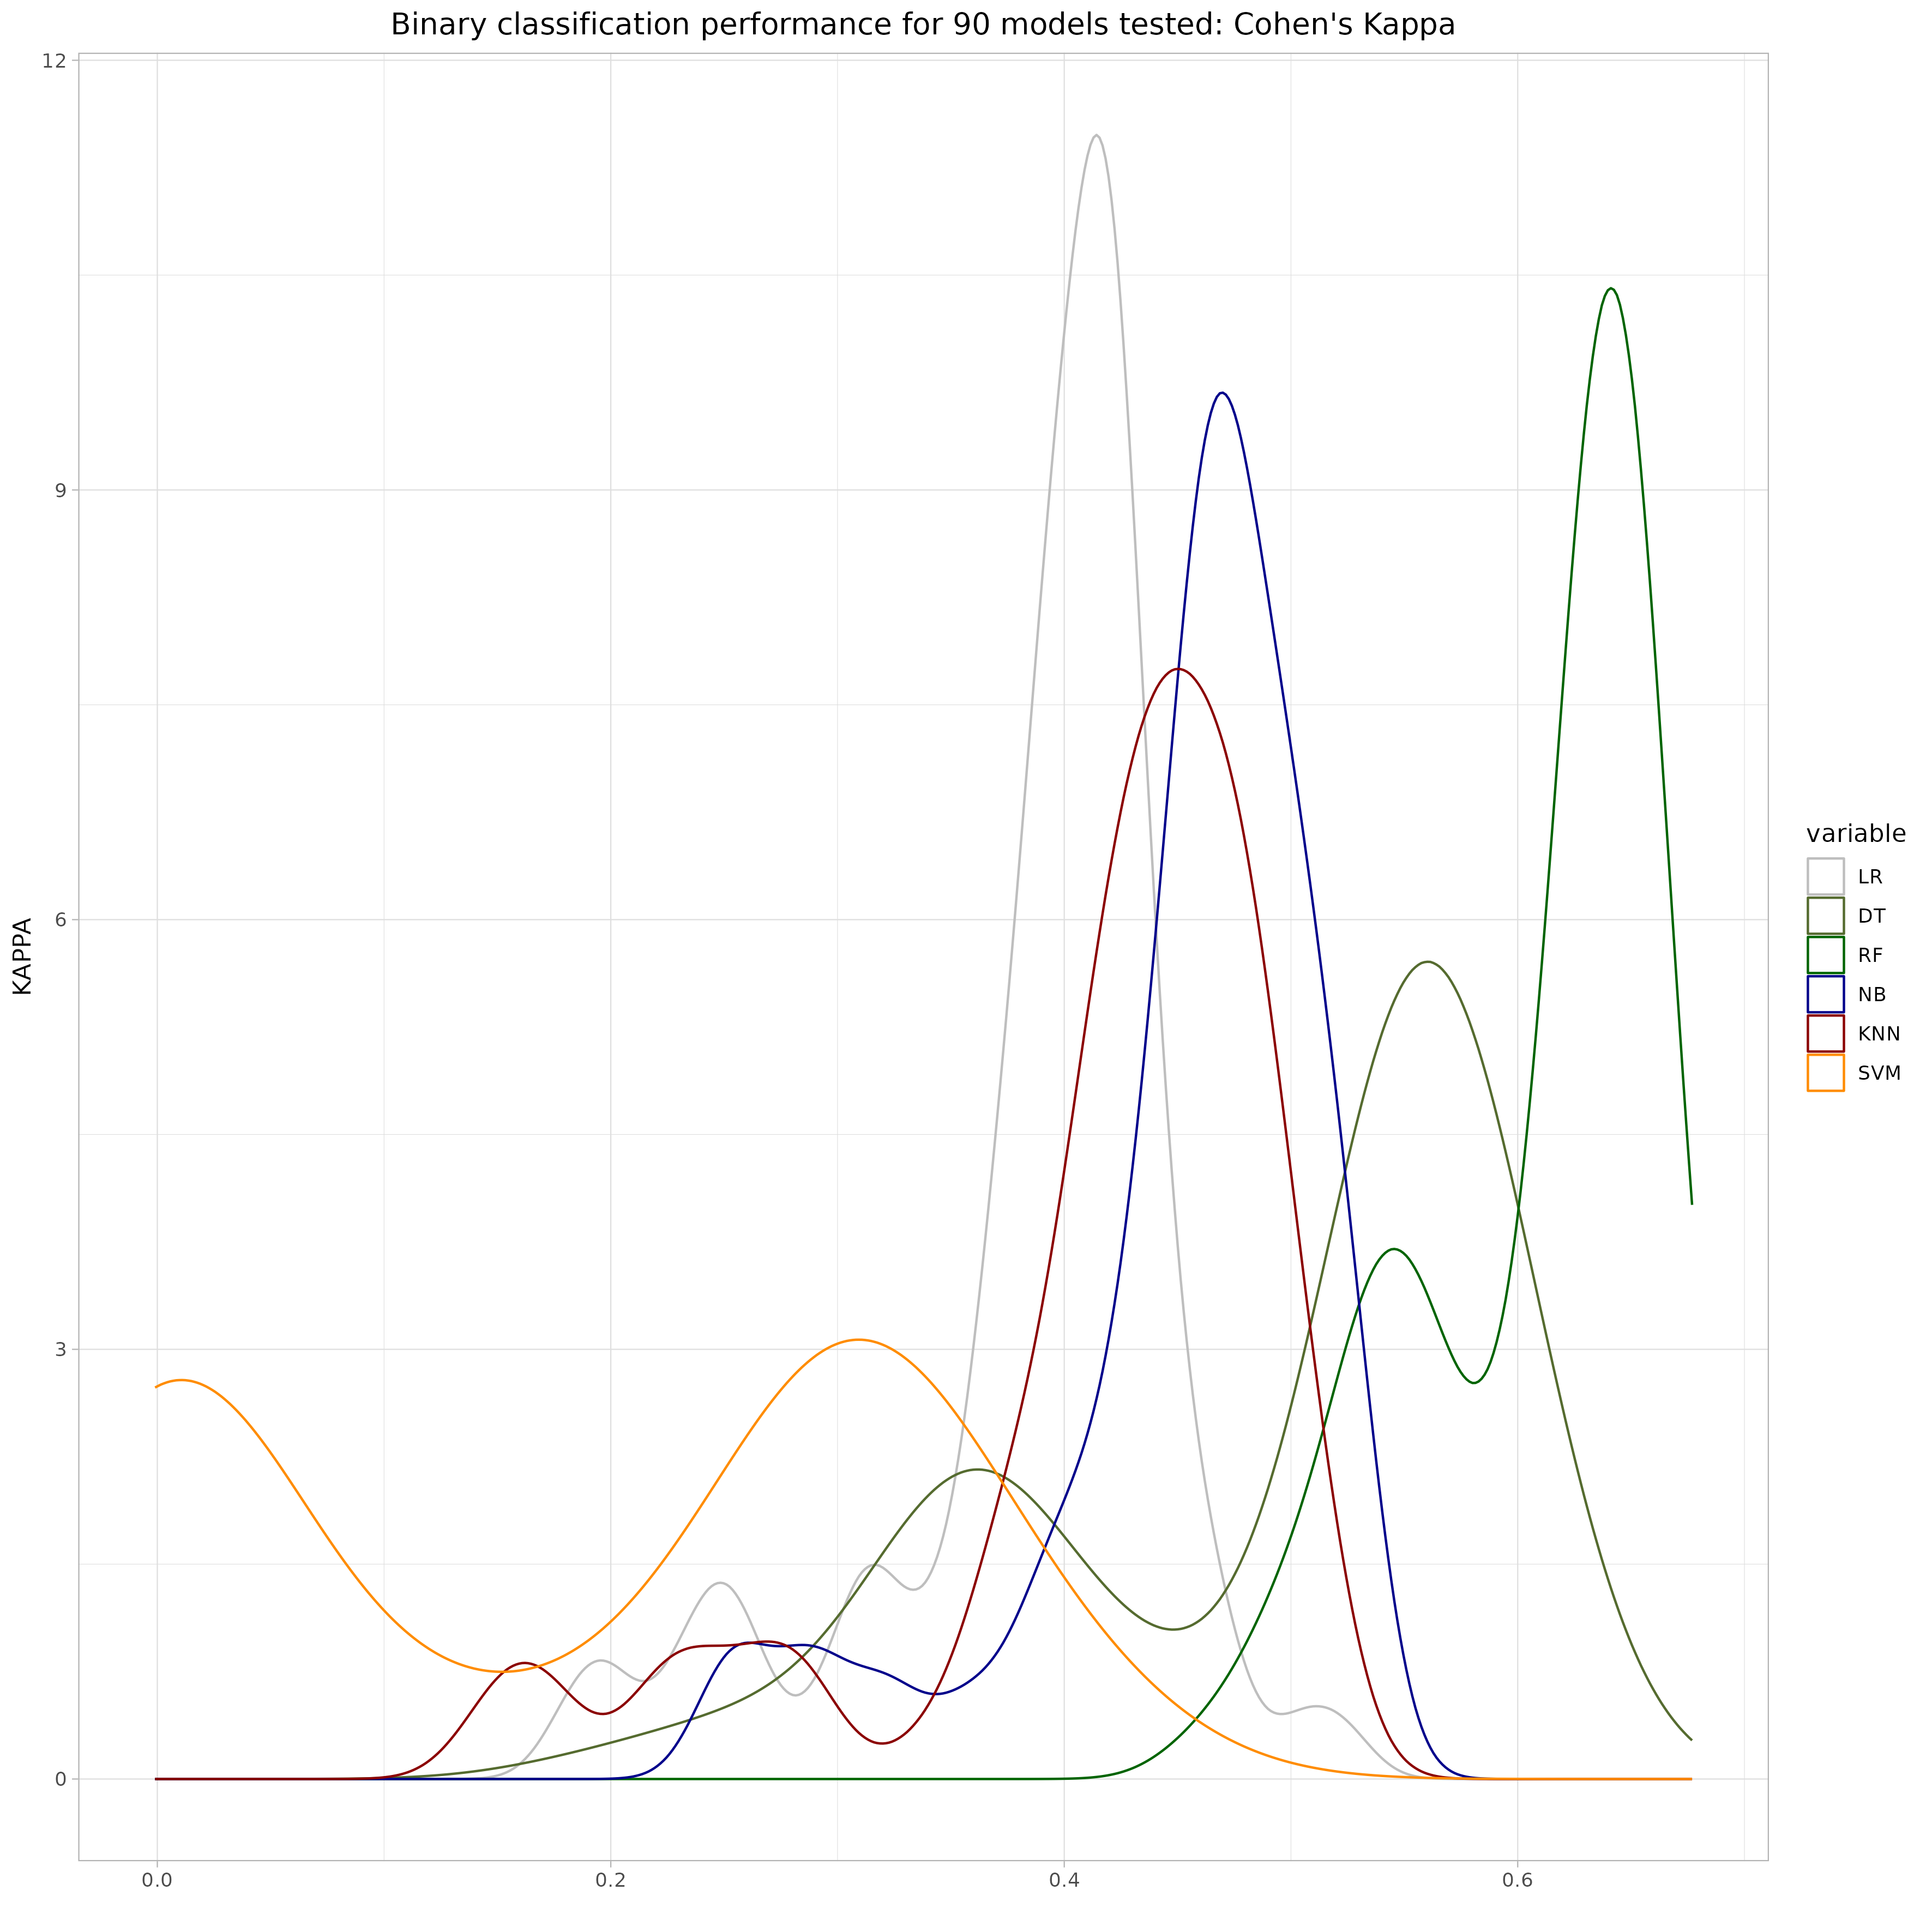 Binary classification performance for 90 models tested: Cohen's Kappa
12
9
6
3
0
KAPPA
0.0
0.2
0.4
0.6
variable
LR
DT
RF
NB
KNN
SVM